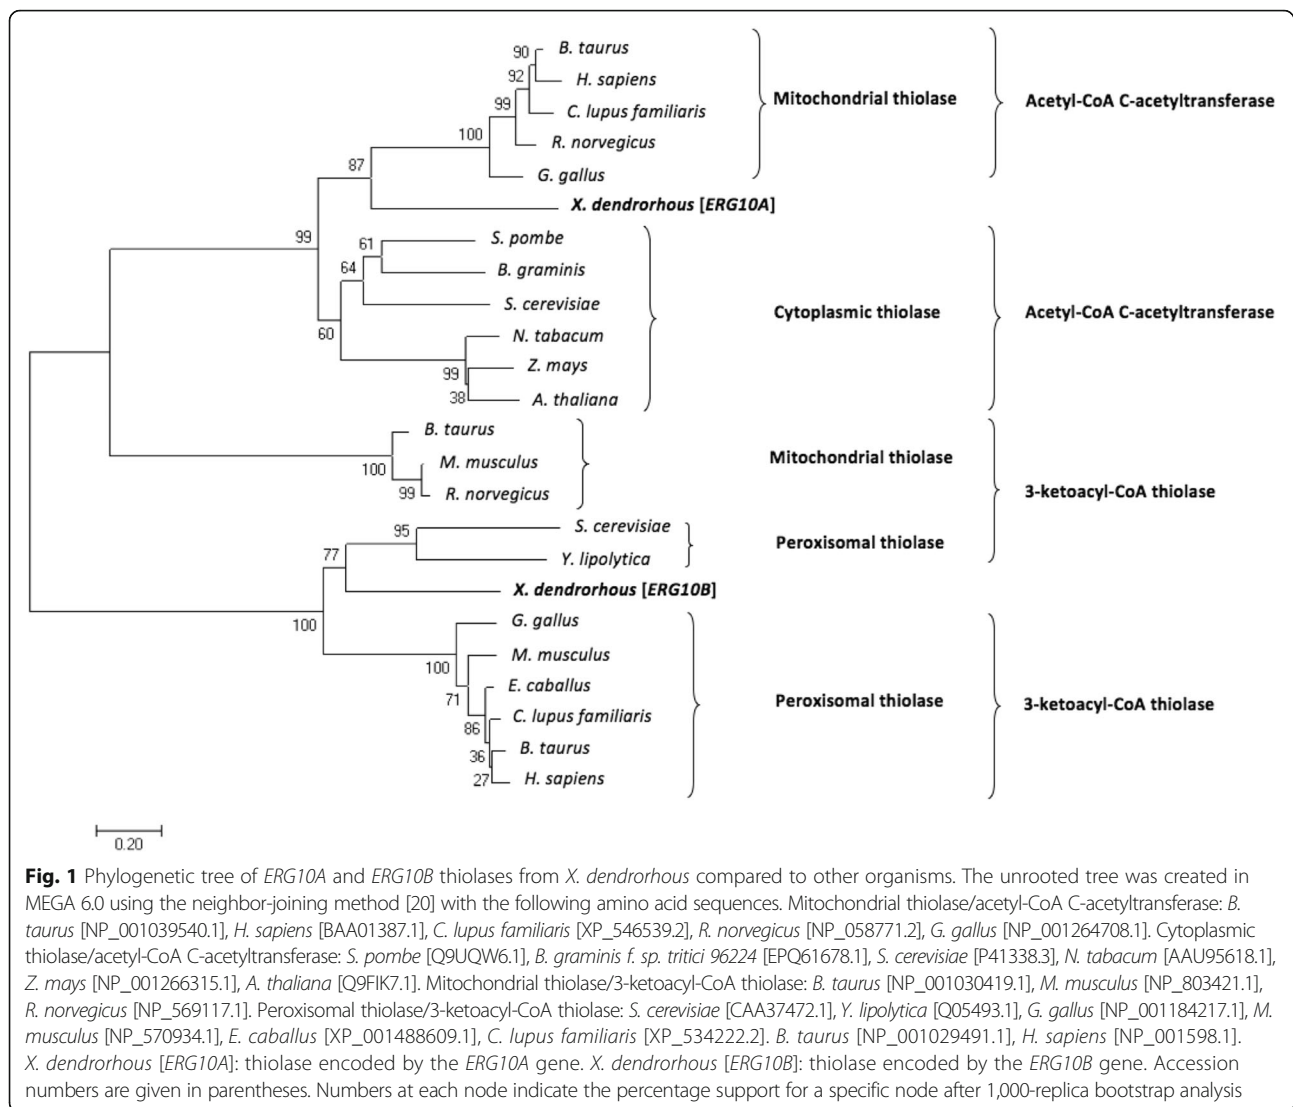 90
B. taurus
92
H. sapiens
99
C. lupus familiaris
Mitochondrial thiolase
Acetyl-CoA C-acetyltransferase
100
R. norvegicus
87
G. gallus
X. dendrorhous [ERG10A]
99
61
S. pombe
64
B. graminis
S. cerevisiae
Cytoplasmic thiolase
Acetyl-CoA C-acetyltransferase
60
N. tabacum
99
Z. mays
38
A. thaliana
B. taurus
100
M. musculus
Mitochondrial thiolase
99
R. norvegicus
3-ketoacyl-CoA thiolase
95
S. cerevisiae
77
Y. lipolytica
Peroxisomal thiolase
X. dendrorhous [ERG10B]
100
G. gallus
100
M. musculus
71
E. caballus
86
C. lupus familiaris
Peroxisomal thiolase
3-ketoacyl-CoA thiolase
36
B. taurus
27
H. sapiens
0.20
Fig. 1 Phylogenetic tree of ERG10A and ERG10B thiolases from X. dendrorhous compared to other organisms. The unrooted tree was created in
MEGA 6.0 using the neighbor-joining method [20] with the following amino acid sequences. Mitochondrial thiolase/acetyl-CoA C-acetyltransferase: B.
taurus [NP_001039540.1], H. sapiens [BAA01387.1], C. lupus familiaris [XP_546539.2], R. norvegicus [NP_058771.2], G. gallus [NP_001264708.1]. Cytoplasmic
thiolase/acetyl-CoA C-acetyltransferase: S. pombe [Q9UQW6.1], B. graminis f. sp. tritici 96224 [EPQ61678.1], S. cerevisiae [P41338.3], N. tabacum [AAU95618.1],
Z. mays [NP_001266315.1], A. thaliana [Q9FIK7.1]. Mitochondrial thiolase/3-ketoacyl-CoA thiolase: B. taurus [NP_001030419.1], M. musculus [NP_803421.1],
R. norvegicus [NP_569117.1]. Peroxisomal thiolase/3-ketoacyl-CoA thiolase: S. cerevisiae [CAA37472.1], Y. lipolytica [Q05493.1], G. gallus [NP_001184217.1], M.
musculus [NP_570934.1], E. caballus [XP_001488609.1], C. lupus familiaris [XP_534222.2]. B. taurus [NP_001029491.1], H. sapiens [NP_001598.1].
X. dendrorhous [ERG10A]: thiolase encoded by the ERG10A gene. X. dendrorhous [ERG10B]: thiolase encoded by the ERG10B gene. Accession
numbers are given in parentheses. Numbers at each node indicate the percentage support for a specific node after 1,000-replica bootstrap analysis